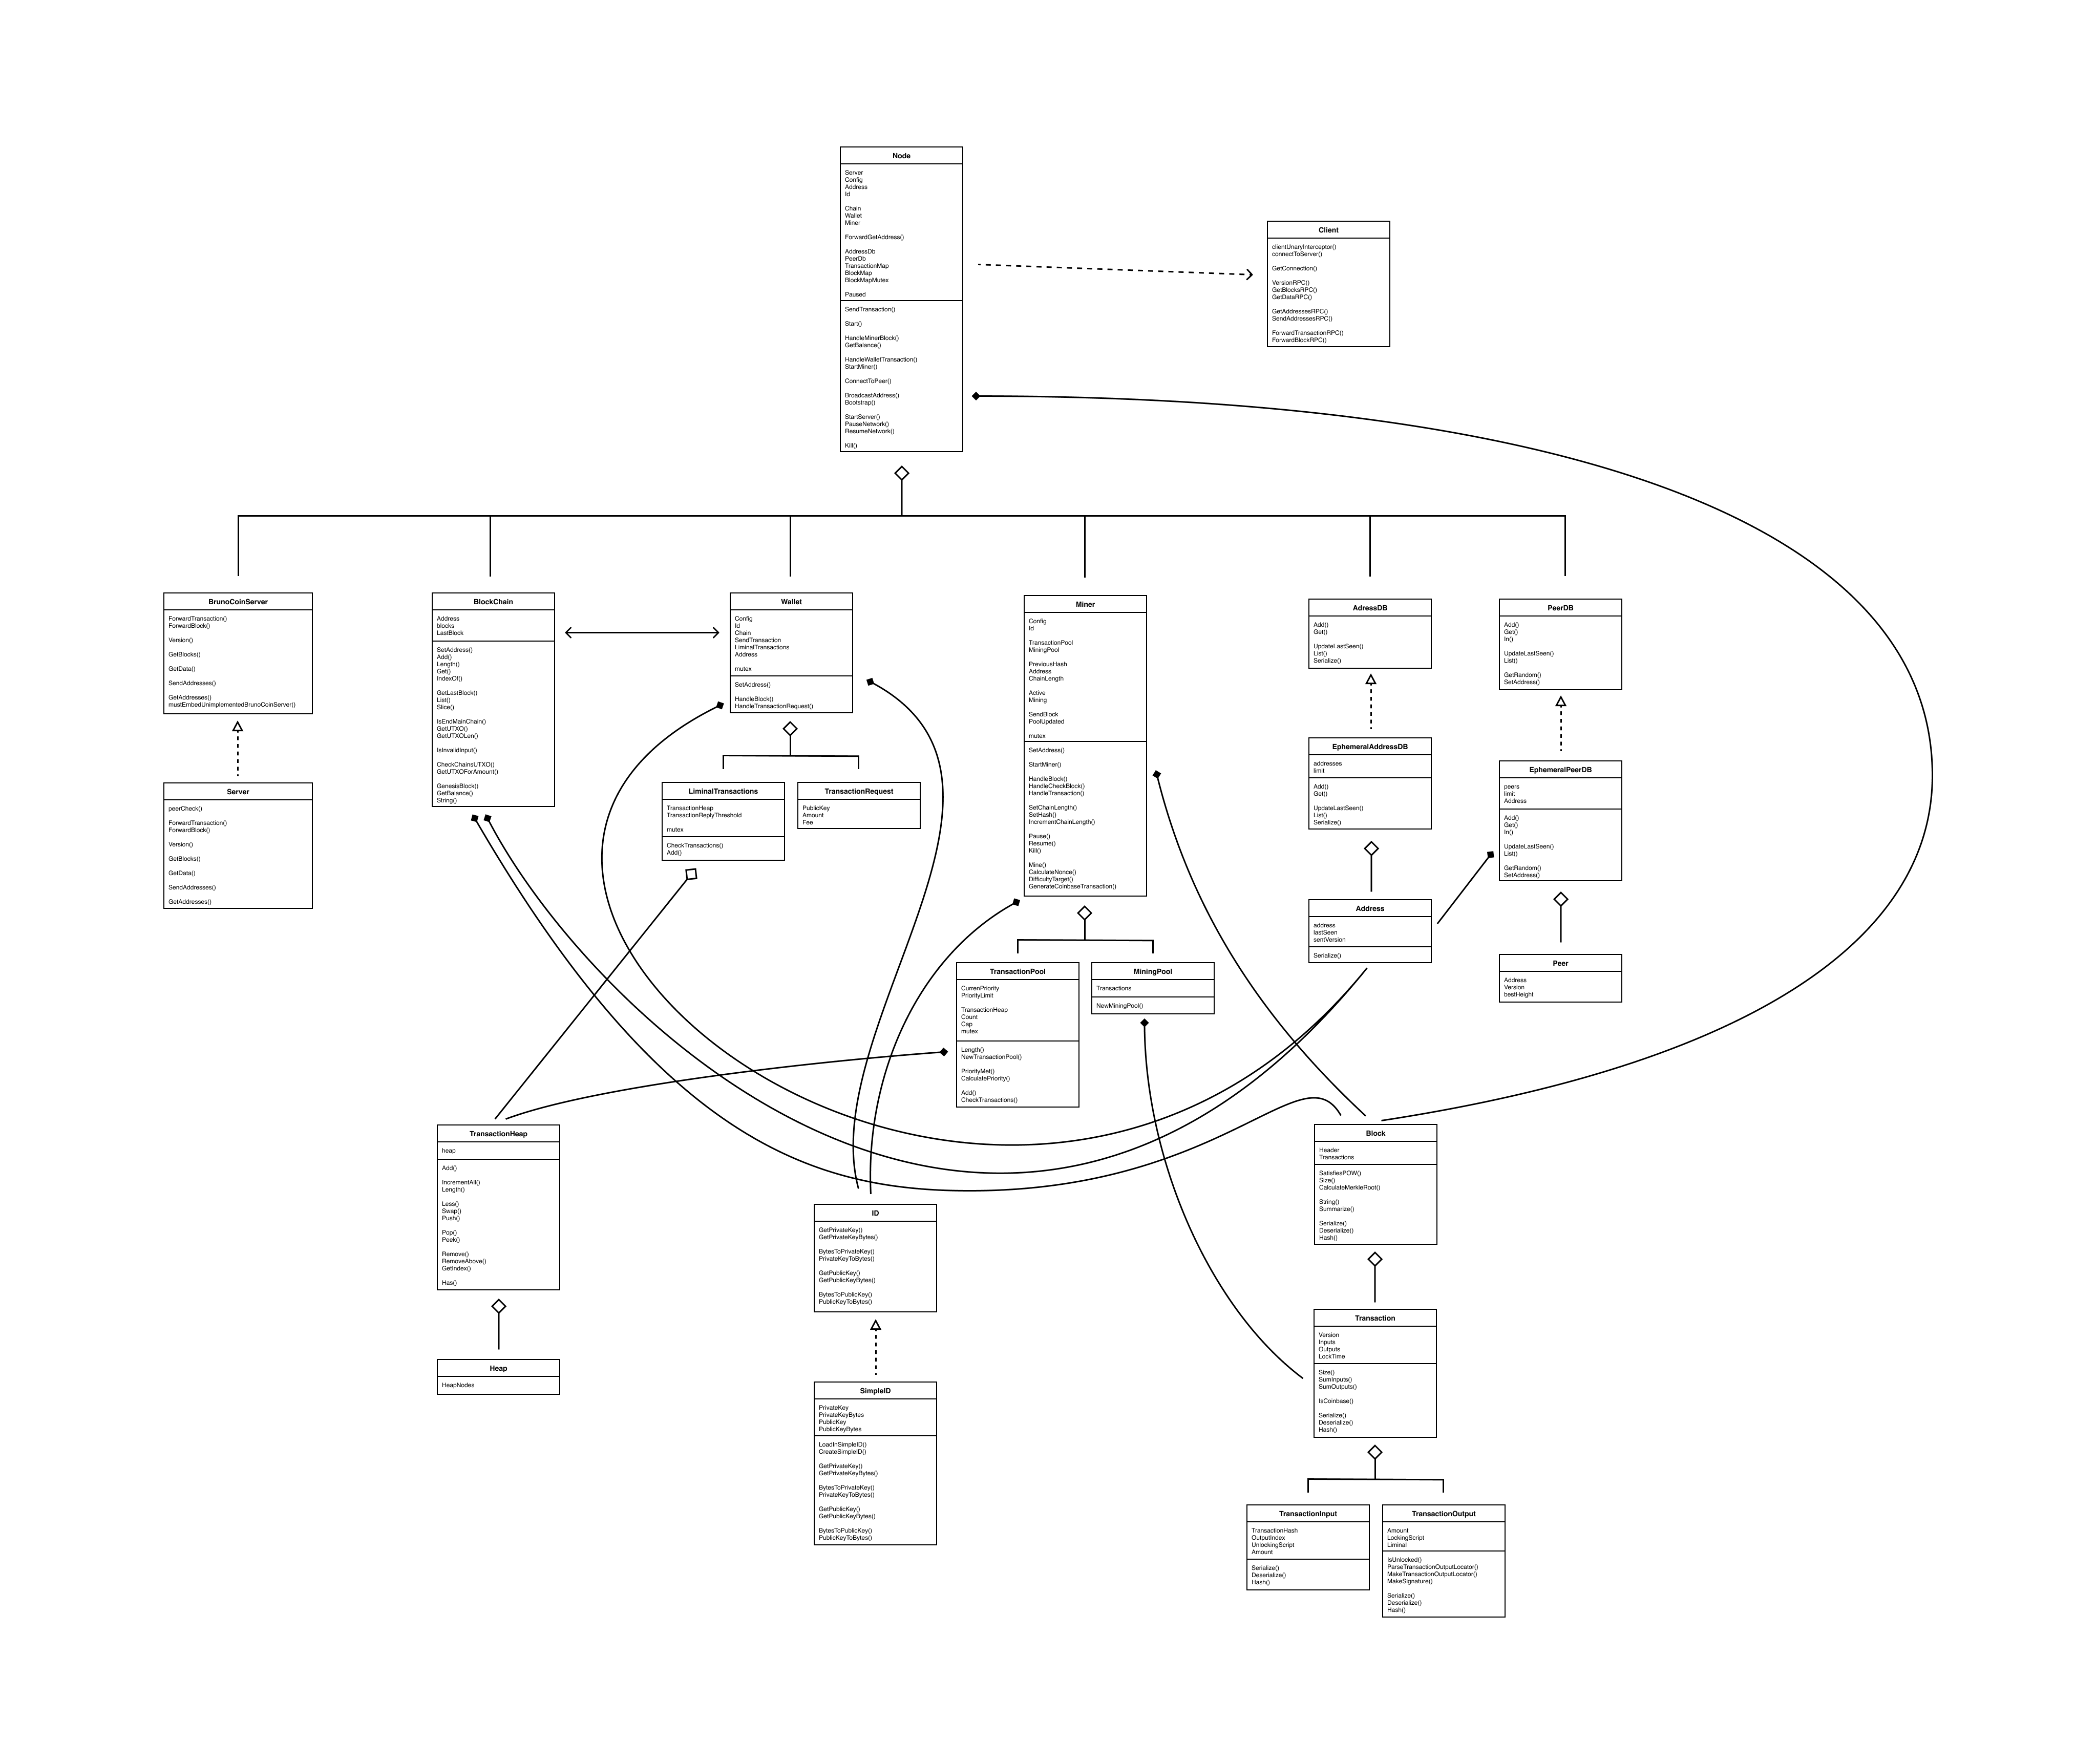 Node
Server
Config
Address
Id
Chain
Wallet
Miner
ForwardGetAddress()
AddressDb
PeerDb
TransactionMap
BlockMap
BlockMapMutex
Paused
SendTransaction()
Start()
HandleMinerBlock()
GetBalance()
HandleWalletTransaction()
StartMiner()
ConnectToPeer()
BroadcastAddress()
Bootstrap()
StartServer()
PauseNetwork()
ResumeNetwork()
Kill()
Client
clientUnaryInterceptor()
connectToServer()
GetConnection()
VersionRPC()
GetBlocksRPC()
GetDataRPC()
GetAddressesRPC()
SendAddressesRPC()
ForwardTransactionRPC()
ForwardBlockRPC()
BrunoCoinServer
ForwardTransaction()
ForwardBlock()
Version()
GetBlocks()
GetData()
SendAddresses()
GetAddresses()
mustEmbedUnimplementedBrunoCoinServer()
Server
peerCheck()
ForwardTransaction()
ForwardBlock()
Version()
GetBlocks()
GetData()
SendAddresses()
GetAddresses()
BlockChain
Address
blocks
LastBlock
SetAddress()
Add()
Length()
Get()
IndexOf()
GetLastBlock()
List()
Slice()
IsEndMainChain()
GetUTXO()
GetUTXOLen()
IsInvalidInput()
CheckChainsUTXO()
GetUTXOForAmount()
GenesisBlock()
GetBalance()
String()
Wallet
Config
Id
Chain
SendTransaction
LiminalTransactions
Address
mutex
SetAddress()
HandleBlock()
HandleTransactionRequest()
LiminalTransactions
TransactionHeap
TransactionReplyThreshold
mutex
CheckTransactions()
Add()
TransactionRequest
PublicKey
Amount
Fee
Miner
Config
Id
TransactionPool
MiningPool
PreviousHash
Address
ChainLength
Active
Mining
SendBlock
PoolUpdated
mutex
SetAddress()
StartMiner()
HandleBlock()
HandleCheckBlock()
HandleTransaction()
SetChainLength()
SetHash()
IncrementChainLength()
Pause()
Resume()
Kill()
Mine()
CalculateNonce()
DifficultyTarget()
GenerateCoinbaseTransaction()
TransactionPool
CurrenPriority
PriorityLimit
TransactionHeap
Count
Cap
mutex
Length()
NewTransactionPool()
PriorityMet()
CalculatePriority()
Add()
CheckTransactions()
MiningPool
Transactions
NewMiningPool()
AdressDB
Add()
Get()
UpdateLastSeen()
List()
Serialize()
EphemeralAddressDB
addresses
limit
Add()
Get()
UpdateLastSeen()
List()
Serialize()
Address
address
lastSeen
sentVersion
Serialize()
PeerDB
Add()
Get()
In()
UpdateLastSeen()
List()
GetRandom()
SetAddress()
EphemeralPeerDB
peers
limit
Address
Add()
Get()
In()
UpdateLastSeen()
List()
GetRandom()
SetAddress()
Peer
Address
Version
bestHeight
TransactionHeap
heap
Add()
IncrementAll()
Length()
Less()
Swap()
Push()
Pop()
Peek()
Remove()
RemoveAbove()
GetIndex()
Has()
Heap
HeapNodes
ID
GetPrivateKey()
GetPrivateKeyBytes()
BytesToPrivateKey()
PrivateKeyToBytes()
GetPublicKey()
GetPublicKeyBytes()
BytesToPublicKey()
PublicKeyToBytes()
SimpleID
PrivateKey
PrivateKeyBytes
PublicKey
PublicKeyBytes
LoadInSimpleID()
CreateSimpleID()
GetPrivateKey()
GetPrivateKeyBytes()
BytesToPrivateKey()
PrivateKeyToBytes()
GetPublicKey()
GetPublicKeyBytes()
BytesToPublicKey()
PublicKeyToBytes()
Block
Header
Transactions
SatisfiesPOW()
Size()
CalculateMerkleRoot()
String()
Summarize()
Serialize()
Deserialize()
Hash()
Transaction
Version
Inputs
Outputs
LockTime
Size()
SumInputs()
SumOutputs()
IsCoinbase()
Serialize()
Deserialize()
Hash()
TransactionInput
TransactionHash
OutputIndex
UnlockingScript
Amount
Serialize()
Deserialize()
Hash()
TransactionOutput
Amount
LockingScript
Liminal
IsUnlocked()
ParseTransactionOutputLocator()
MakeTransactionOutputLocator()
MakeSignature()
Serialize()
Deserialize()
Hash()